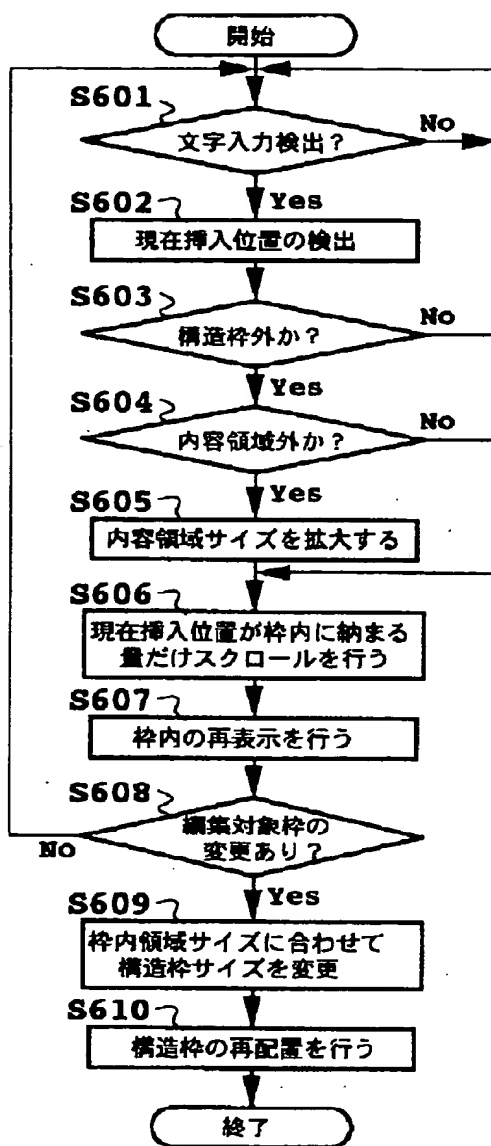 開始
S601
文字入力検出?
No
Yes
S602
現在挿入位置の検出
S603
構造枠外か?
No
Yes
S604
内容領域外か?
No
Yes
S605
内容領域サイズを拡大する
S606
現在挿入位置が枠内に納まる
量だけスクロールを行う
S607
枠内の再表示を行う
S608
編集対象枠の
変更あり?
No
Yes
S609
枠内領域サイズに合わせて
構造枠サイズを変更
S610
構造枠の再配置を行う
終了